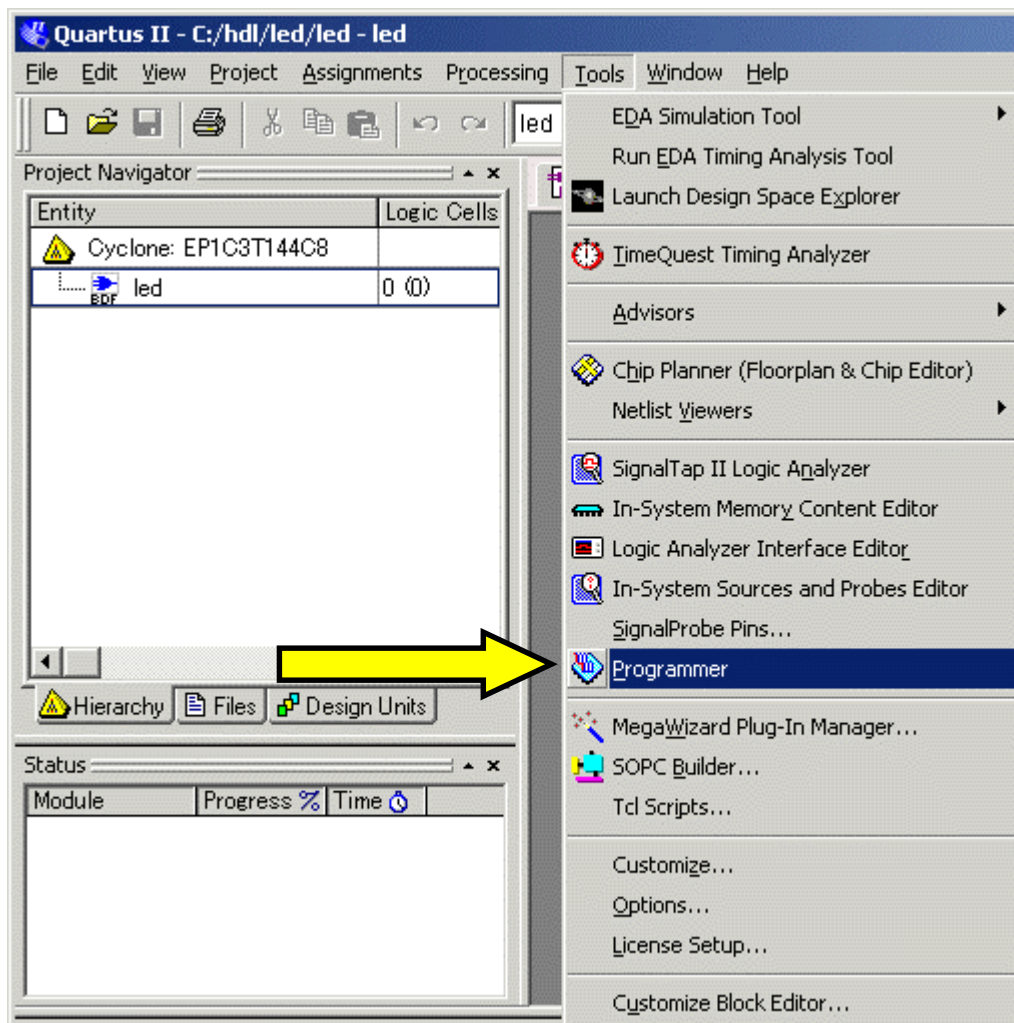 Quartus II - C:/hdl/led/led - led
File Edit View Project Assignments Processing Tools Window Help
led
Project Navigator
Entity Logic Cells
Cyclone: EP1C3T144C8
BDF led 0 (0)
Hierarchy Files Design Units
Status
Module Progress % Time
EDA Simulation Tool
Run EDA Timing Analysis Tool
Launch Design Space Explorer
TimeQuest Timing Analyzer
Advisors
Chip Planner (Floorplan & Chip Editor)
Netlist Viewers
SignalTap II Logic Analyzer
In-System Memory Content Editor
Logic Analyzer Interface Editor
In-System Sources and Probes Editor
SignalProbe Pins...
Programmer
MegaWizard Plug-In Manager...
SOPC Builder...
Tcl Scripts...
Customize...
Options...
License Setup...
Customize Block Editor...